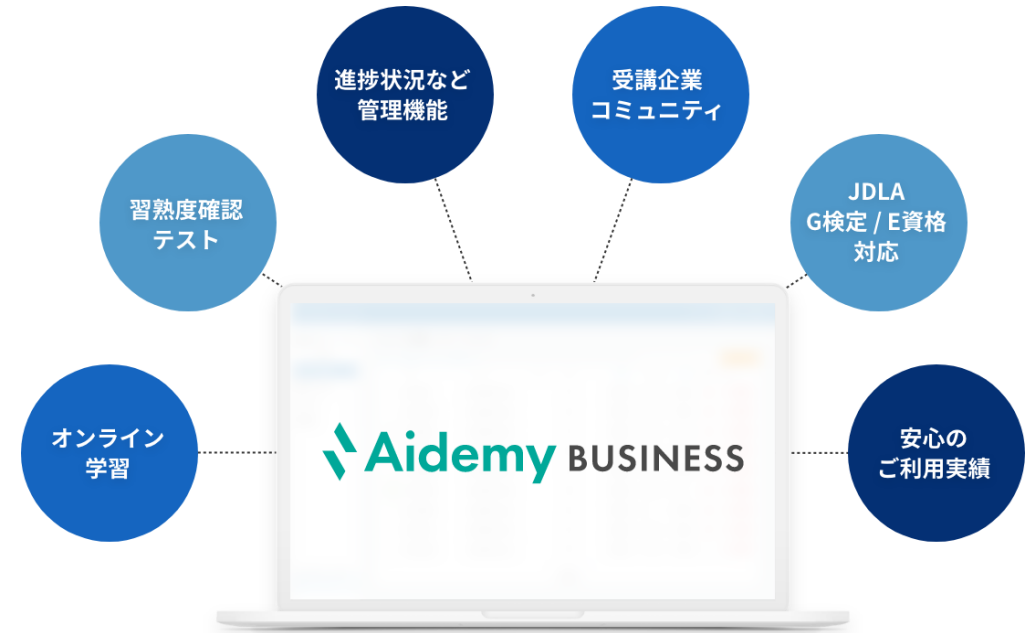 進捗状況など
管理機能
受講企業
コミュニティ
習熟度確認
テスト
JDLA
G検定 / E資格
対応
オンライン
学習
Aidemy BUSINESS
安心の
ご利用実績